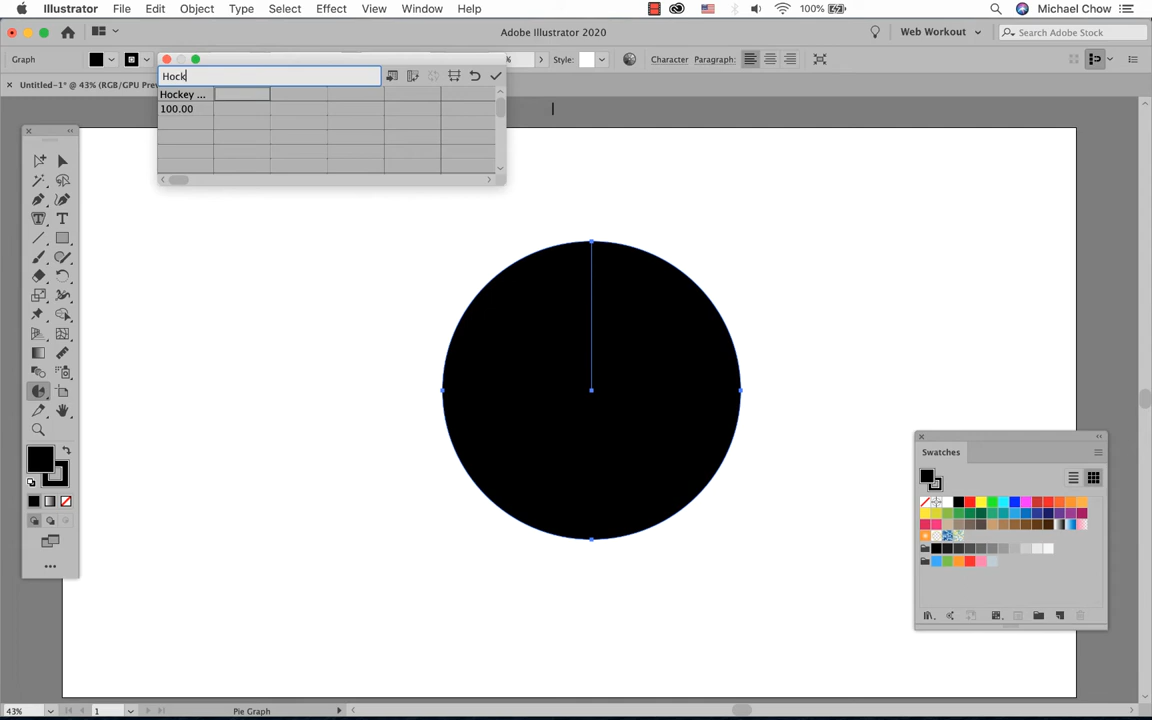 Illustrator File Edit Object Type Select Effect View Window Help 100% Michael Chow
Adobe Illustrator 2020 Web Workout Search Adobe Stock
Graph % Style: Character Paragraph:
Untitled-1* @ 43% (RGB/GPU Pre
Hock
Hockey ...
100.00
Swatches
43% 1 Pie Graph